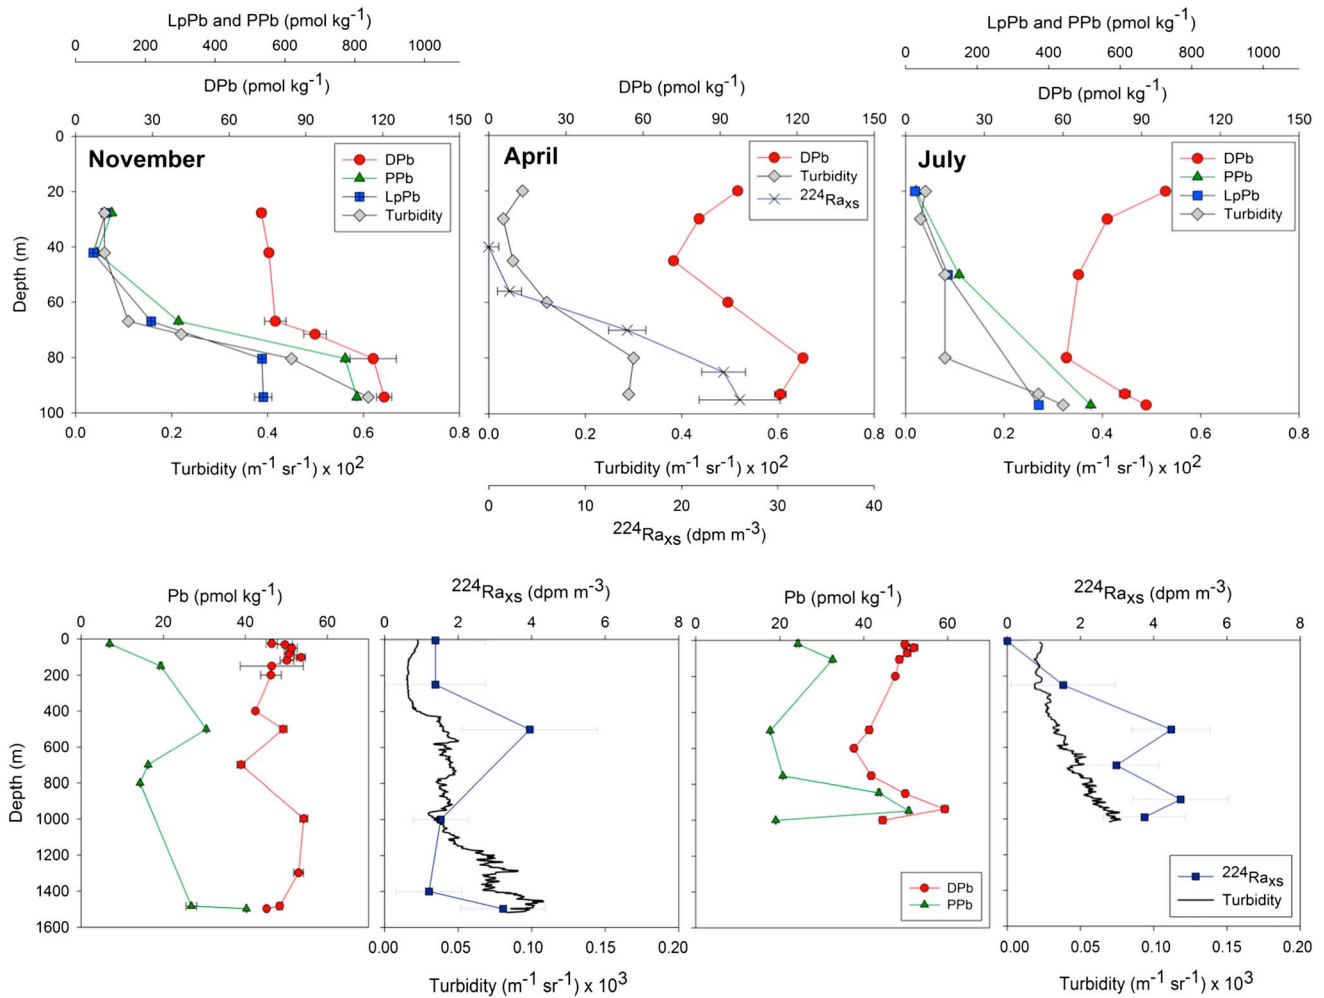 LpPb and PPb (pmol kg-1)
0 200 400 600 800 1000
DPb (pmol kg-1)
0 30 60 90 120 150
November
DPb
PPb
LpPb
Turbidity
Depth (m)
0
20
40
60
80
100
0.0 0.2 0.4 0.6 0.8
Turbidity (m-1 sr-1) x 102
DPb (pmol kg-1)
0 30 60 90 120 150
April
DPb
Turbidity
224Raxs
0.0 0.2 0.4 0.6 0.8
Turbidity (m-1 sr-1) x 102
0 10 20 30 40
224Raxs (dpm m-3)
LpPb and PPb (pmol kg-1)
0 200 400 600 800 1000
DPb (pmol kg-1)
0 30 60 90 120 150
July
DPb
PPb
LpPb
Turbidity
0.0 0.2 0.4 0.6 0.8
Turbidity (m-1 sr-1) x 102
Pb (pmol kg-1)
0 20 40 60
Depth (m)
0
200
400
600
800
1000
1200
1400
1600
224Raxs (dpm m-3)
0 2 4 6 8
0.00 0.05 0.10 0.15 0.20
Turbidity (m-1 sr-1) x 103
Pb (pmol kg-1)
0 20 40 60
DPb
PPb
224Raxs (dpm m-3)
0 2 4 6 8
224Raxs
Turbidity
0.00 0.05 0.10 0.15 0.20
Turbidity (m-1 sr-1) x 103